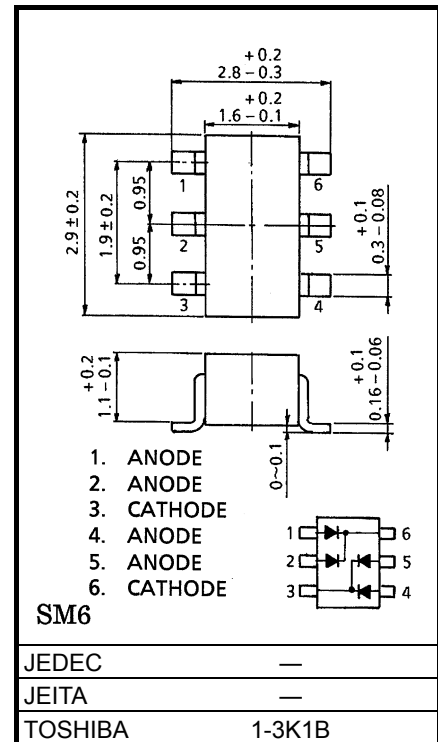 +0.2
2.8 – 0.3
+0.2
1.6 – 0.1
1
6
2
5
3
4
2.9 ± 0.2
1.9 ± 0.2
0.95
0.95
+0.1
0.3 – 0.08
+0.2
1.1 – 0.1
0~0.1
+0.1
0.16 – 0.06
1. ANODE
2. ANODE
3. CATHODE
4. ANODE
5. ANODE
6. CATHODE
1
6
2
5
3
4
SM6
JEDEC —
JEITA —
TOSHIBA 1-3K1B